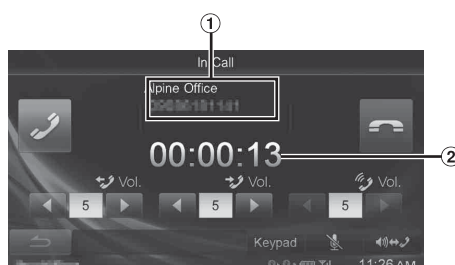 ①
In Call
Alpine Office
00:00:13
②
Vol. Vol. Vol.
5 5 5
Keypad
11:26 AM